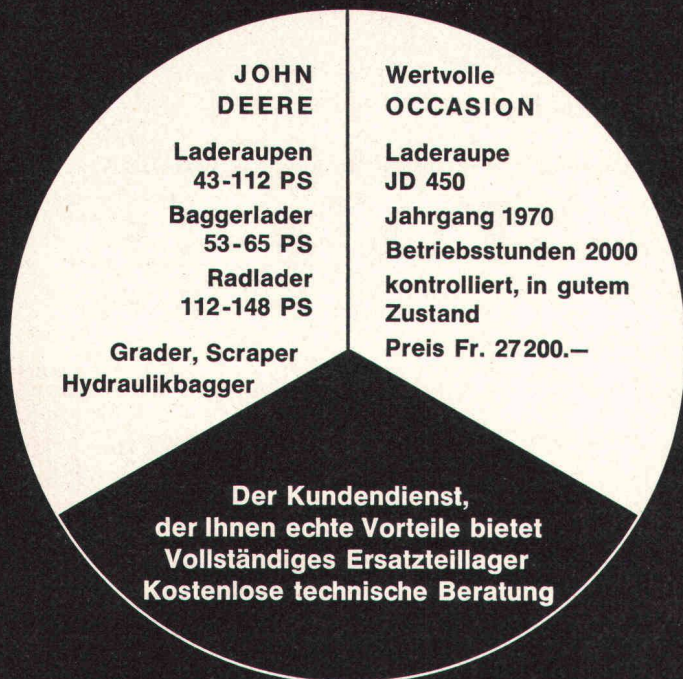 JOHN
DEERE
Laderaupen
43-112 PS
Baggerlader
53-65 PS
Radlader
112-148 PS
Grader, Scraper
Hydraulikbagger
Wertvolle
OCCASION
Laderaupe
JD 450
Jahrgang 1970
Betriebsstunden 2000
kontrolliert, in gutem
Zustand
Preis Fr. 27200.—
Der Kundendienst,
der Ihnen echte Vorteile bietet
Vollständiges Ersatzteillager
Kostenlose technische Beratung